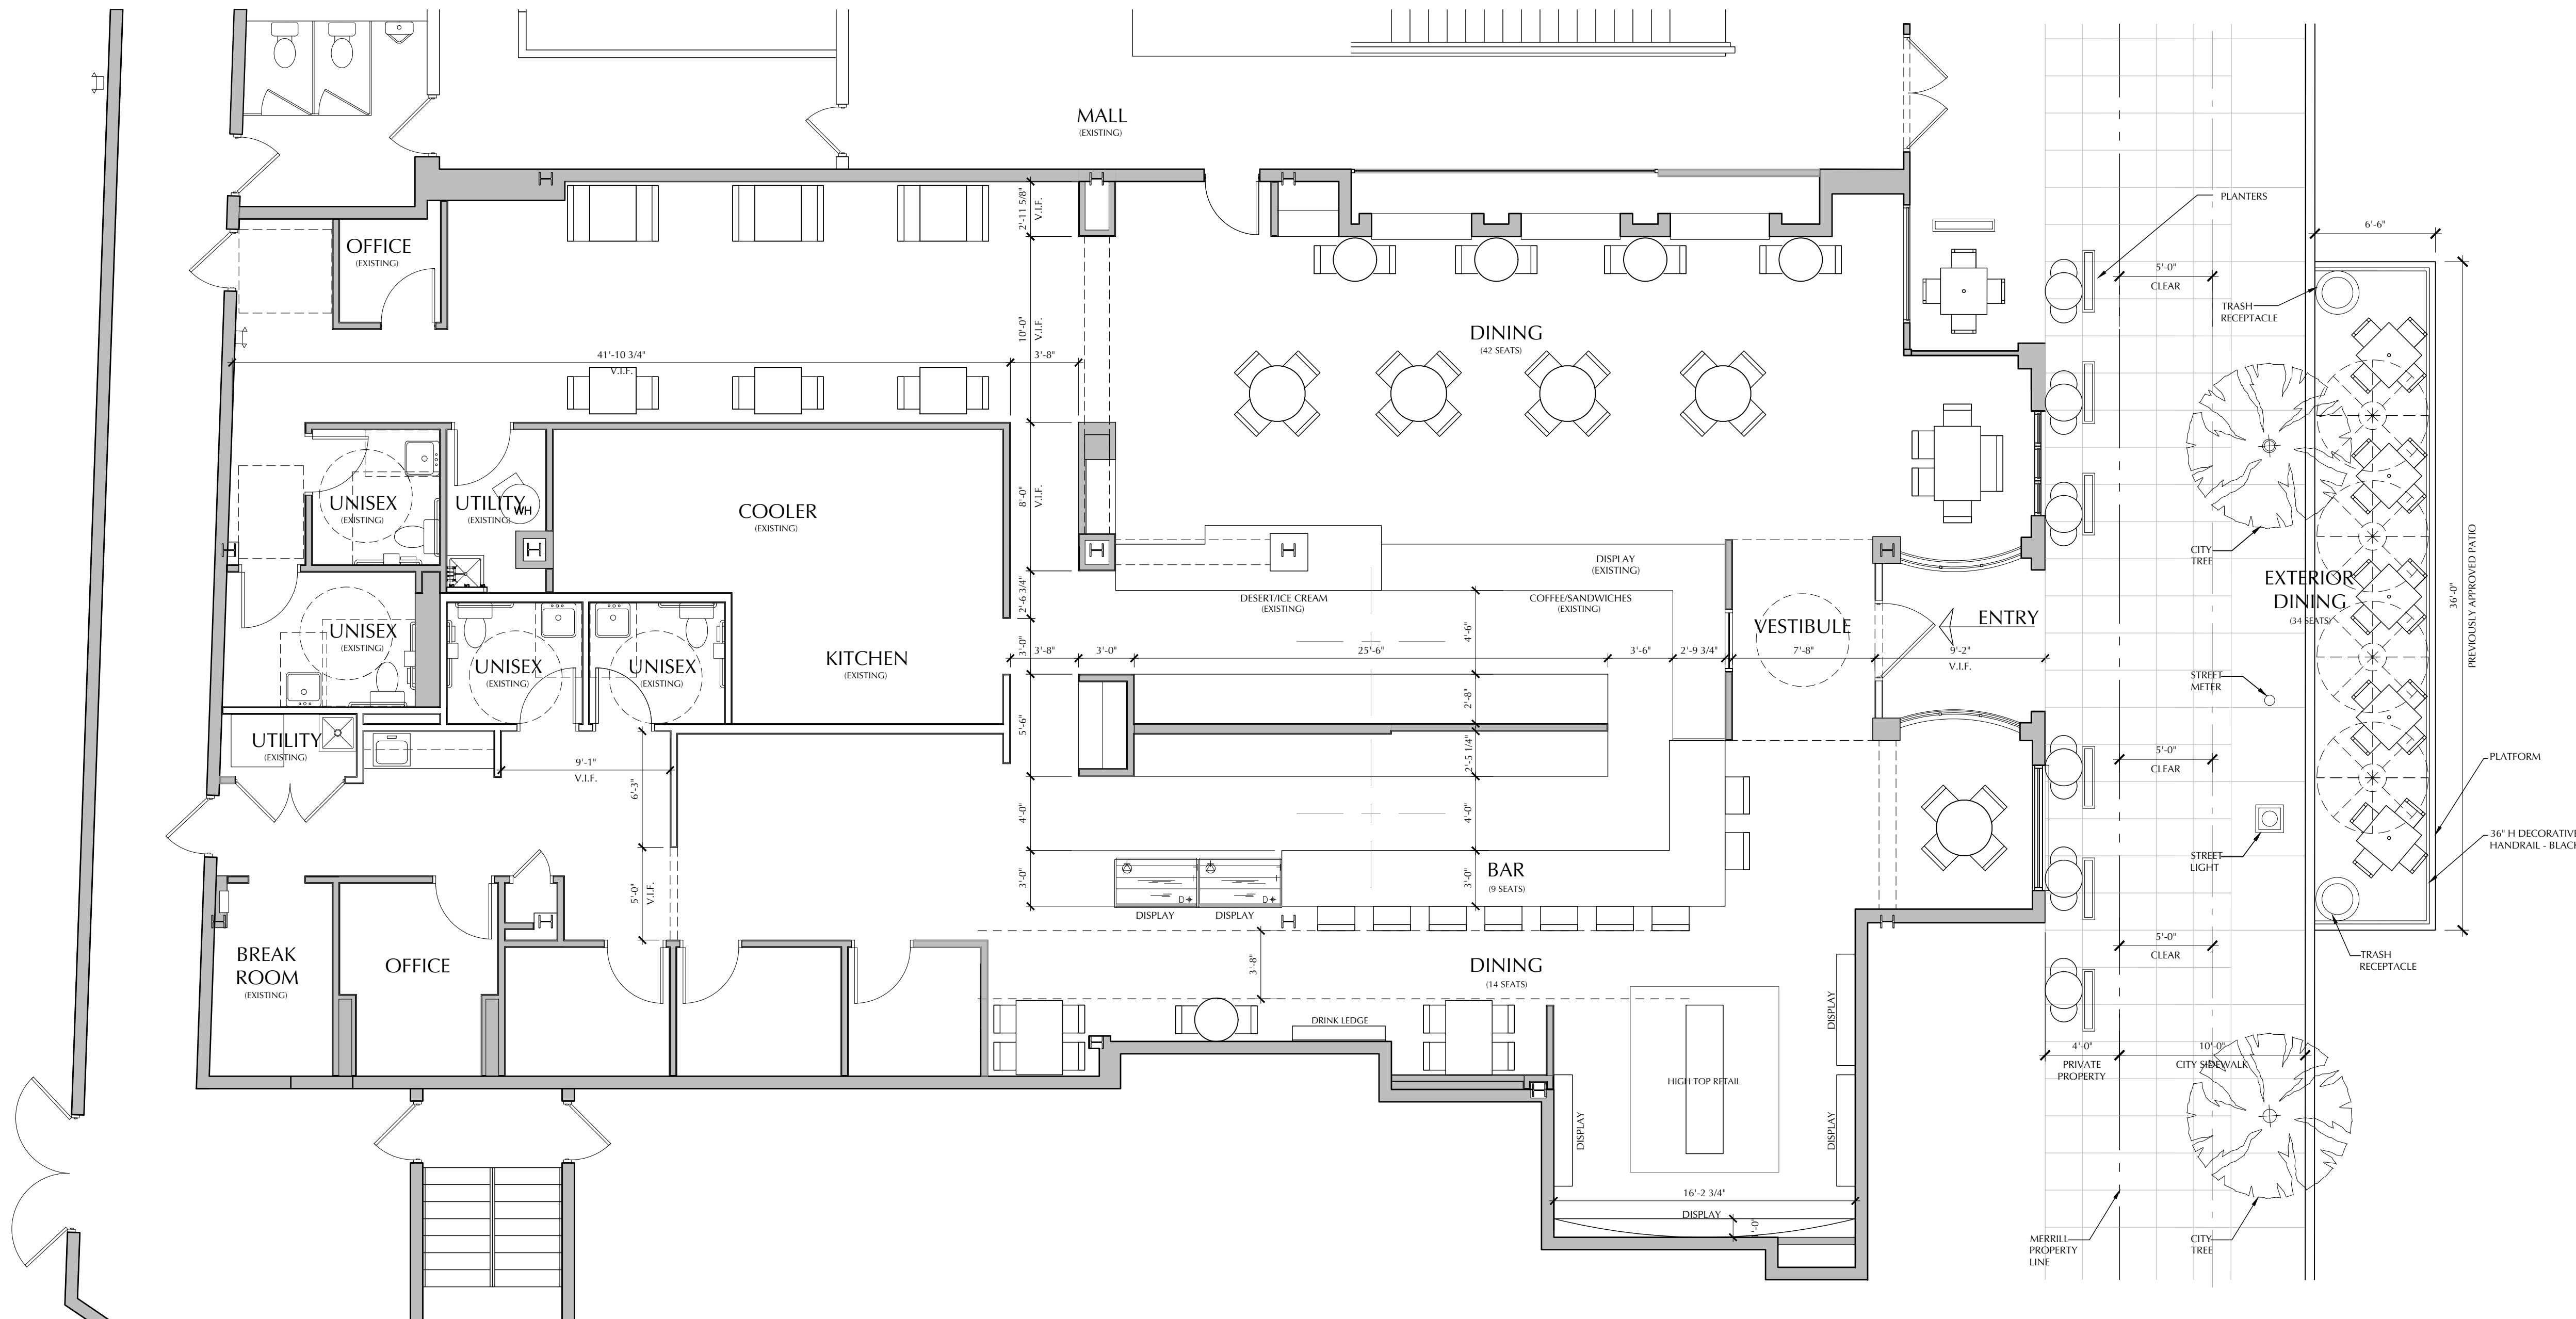 MALL
(EXISTING)
PLANTERS
6'-6"
OFFICE
(EXISTING)
2'-11 5/8"
V.I.F.
5'-0"
CLEAR
TRASH
RECEPTACLE
DINING
(42 SEATS)
10'-0"
V.I.F.
41'-10 3/4"
V.I.F.
3'-8"
UNISEX
(EXISTING)
UTILITY
(EXISTING)
WH
COOLER
(EXISTING)
8'-0"
V.I.F.
DISPLAY
(EXISTING)
CITY
TREE
EXTERIOR
DINING
(34 SEATS)
36'-0"
PREVIOUSLY APPROVED PATIO
DESERT/ICE CREAM
(EXISTING)
COFFEE/SANDWICHES
(EXISTING)
2'-6 3/4"
UNISEX
(EXISTING)
VESTIBULE
ENTRY
4'-6"
3'-0"
3'-8"
3'-0"
25'-6"
3'-6"
2'-9 3/4"
7'-8"
9'-2"
V.I.F.
UNISEX
(EXISTING)
UNISEX
(EXISTING)
KITCHEN
(EXISTING)
STREET
METER
2'-8"
5'-6"
UTILITY
(EXISTING)
9'-1"
V.I.F.
6'-3"
2'-5 1/4"
5'-0"
CLEAR
PLATFORM
4'-0"
4'-0"
36" H DECORATIVE
HANDRAIL - BLACK
STREET
LIGHT
BAR
(9 SEATS)
3'-0"
3'-0"
5'-0"
V.I.F.
D
D
DISPLAY
DISPLAY
BREAK
ROOM
(EXISTING)
OFFICE
3'-8"
DINING
(14 SEATS)
5'-0"
CLEAR
TRASH
RECEPTACLE
DISPLAY
DRINK LEDGE
4'-0"
PRIVATE
PROPERTY
10'-0"
CITY SIDEWALK
HIGH TOP RETAIL
DISPLAY
DISPLAY
16'-2 3/4"
DISPLAY
MERRILL
PROPERTY
LINE
CITY
TREE